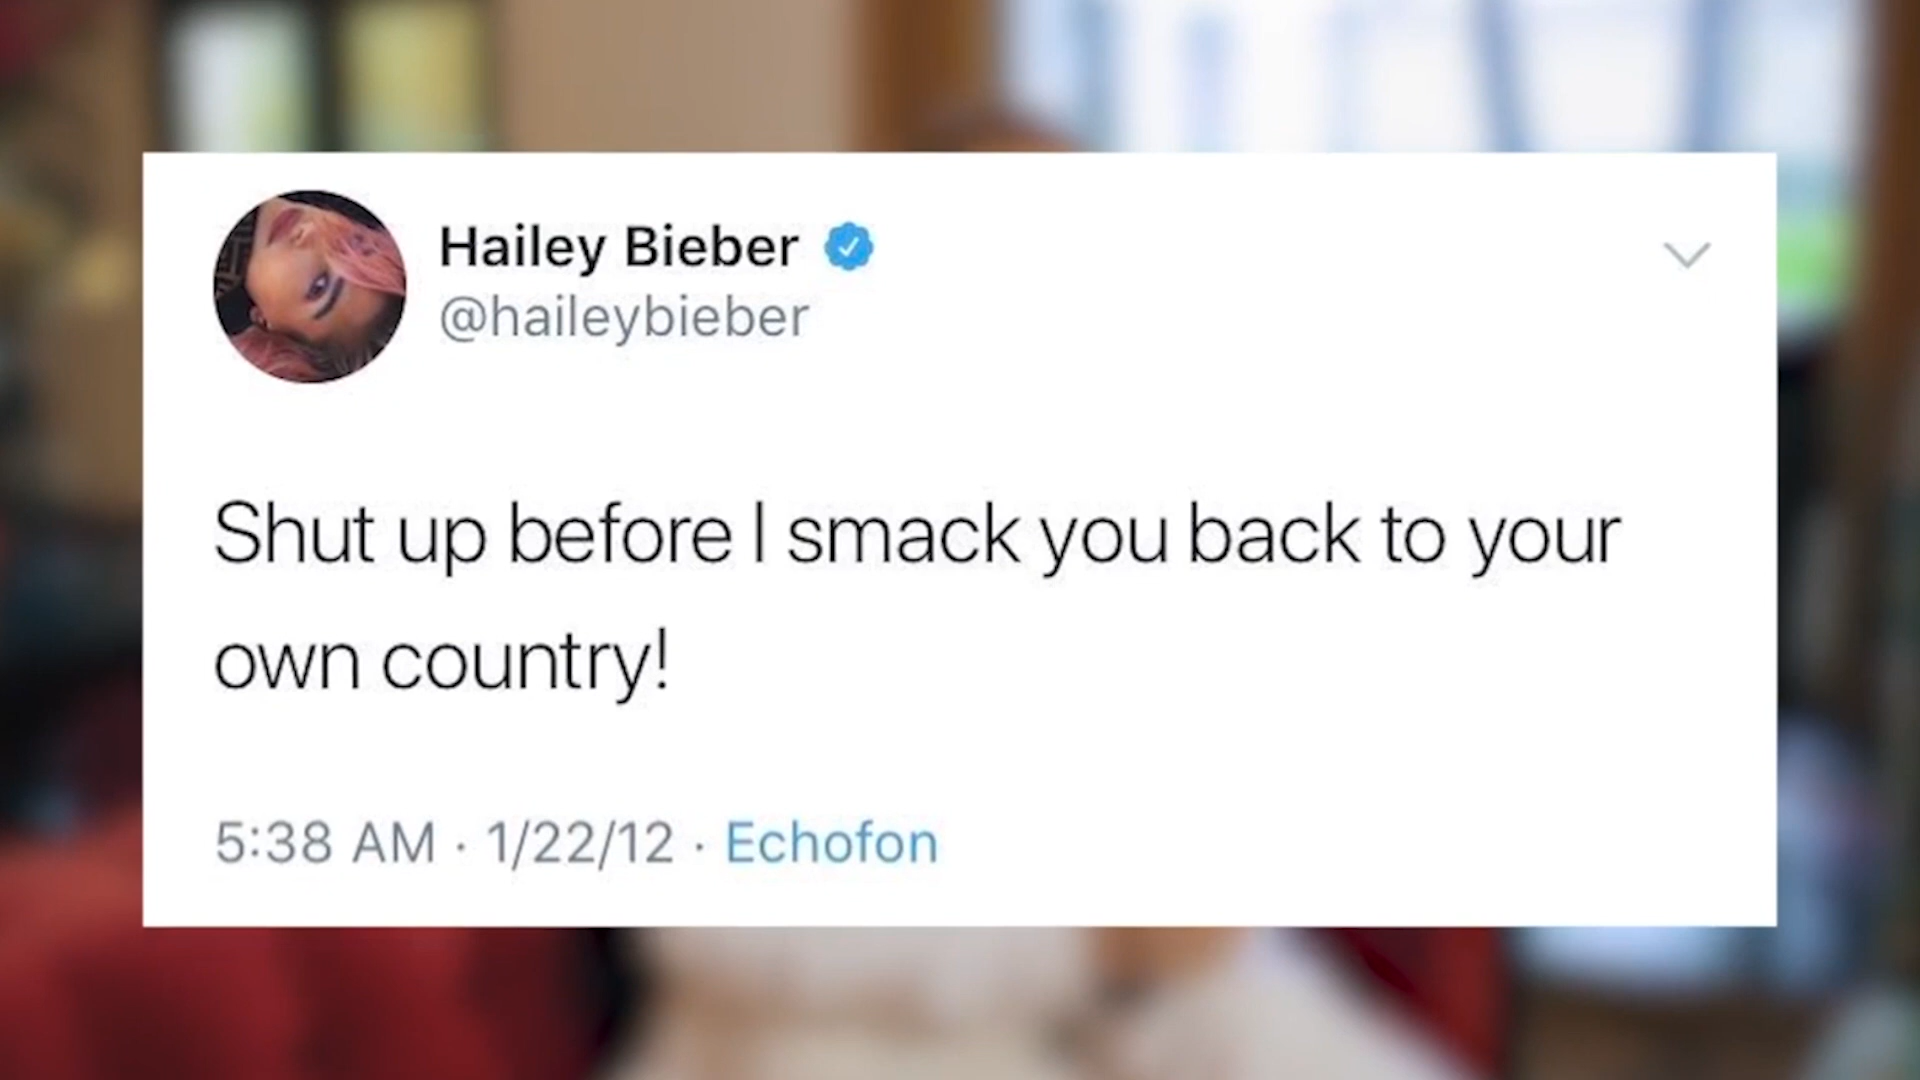 Hailey Bieber
@haileybieber
Shut up before I smack you back to your
own country!
5:38 AM · 1/22/12 · Echofon